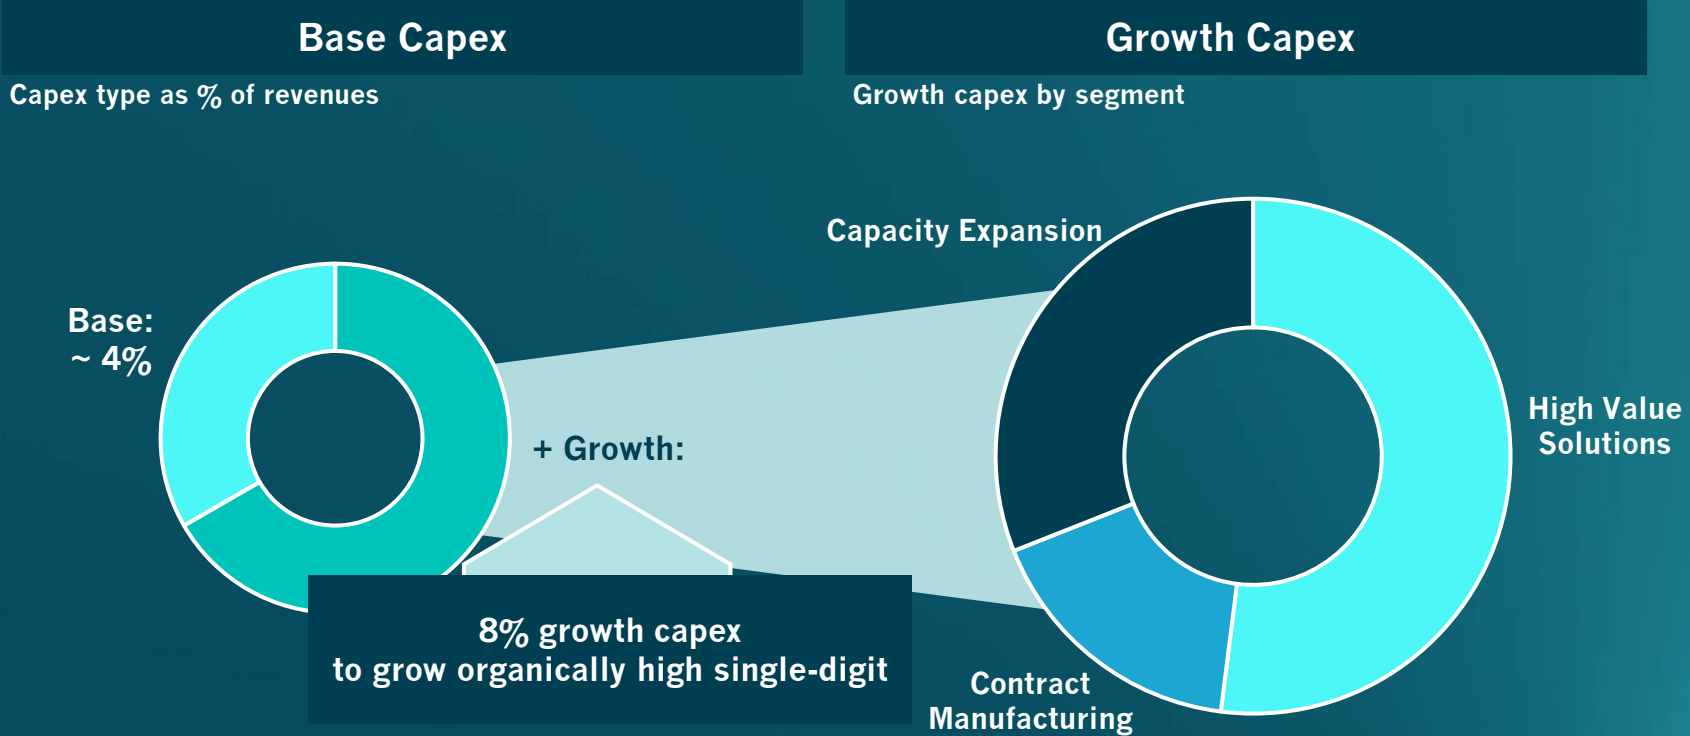 Base Capex
Capex type as % of revenues
Base:
~ 4%
+ Growth:
8% growth capex
to grow organically high single-digit
Growth Capex
Growth capex by segment
Capacity Expansion
High Value
Solutions
Contract
Manufacturing